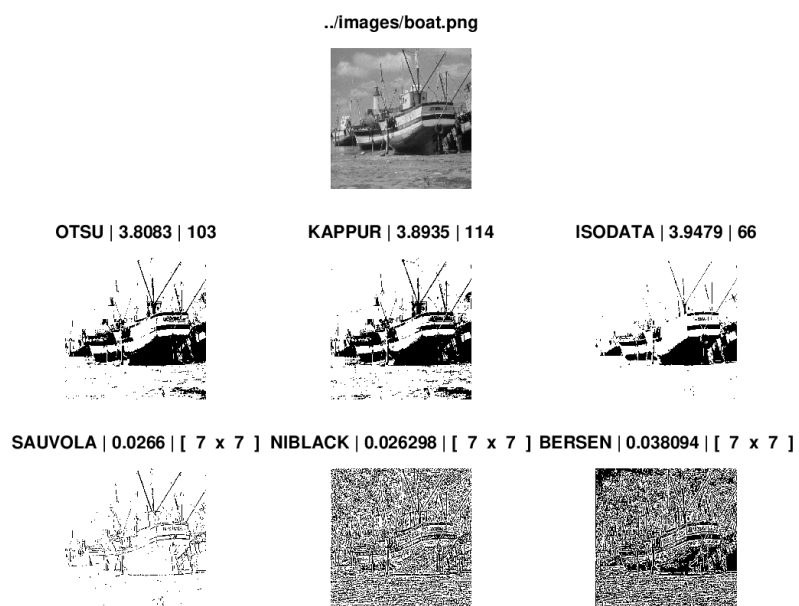 ../images/boat.png
OTSU | 3.8083 | 103
KAPPUR | 3.8935 | 114
ISODATA | 3.9479 | 66
SAUVOLA | 0.0266 | [ 7 x 7 ]
NIBLACK | 0.026298 | [ 7 x 7 ]
BERSEN | 0.038094 | [ 7 x 7 ]